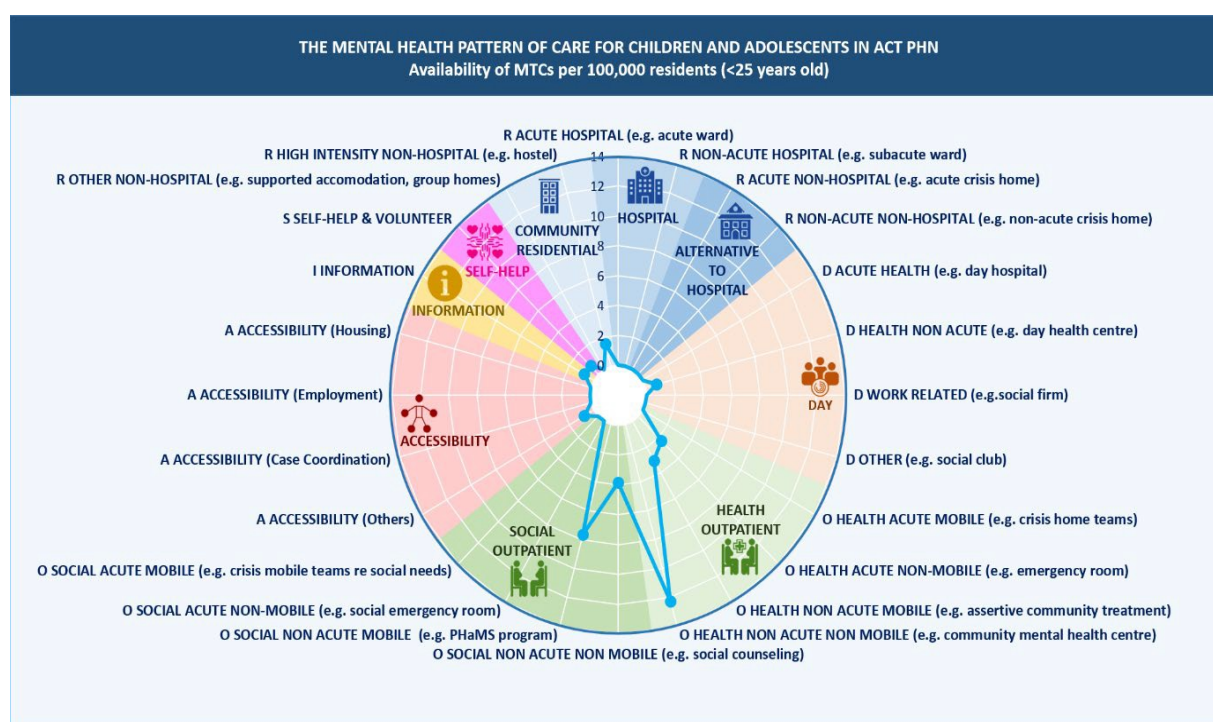 THE MENTAL HEALTH PATTERN OF CARE FOR CHILDREN AND ADOLESCENTS IN ACT PHN
Availability of MTCs per 100,000 residents (<25 years old)
R ACUTE HOSPITAL (e.g. acute ward)
R HIGH INTENSITY NON-HOSPITAL (e.g. hostel)
R NON-ACUTE HOSPITAL (e.g. subacute ward)
R OTHER NON-HOSPITAL (e.g. supported accomodation, group homes)
R ACUTE NON-HOSPITAL (e.g. acute crisis home)
S SELF-HELP & VOLUNTEER
R NON-ACUTE NON-HOSPITAL (e.g. non-acute crisis home)
I INFORMATION
D ACUTE HEALTH (e.g. day hospital)
A ACCESSIBILITY (Housing)
D HEALTH NON ACUTE (e.g. day health centre)
A ACCESSIBILITY (Employment)
D WORK RELATED (e.g.social firm)
A ACCESSIBILITY (Case Coordination)
D OTHER (e.g. social club)
A ACCESSIBILITY (Others)
O HEALTH ACUTE MOBILE (e.g. crisis home teams)
O SOCIAL ACUTE MOBILE (e.g. crisis mobile teams re social needs)
O HEALTH ACUTE NON-MOBILE (e.g. emergency room)
O SOCIAL ACUTE NON-MOBILE (e.g. social emergency room)
O HEALTH NON ACUTE MOBILE (e.g. assertive community treatment)
O SOCIAL NON ACUTE MOBILE (e.g. PHaMS program)
O HEALTH NON ACUTE NON MOBILE (e.g. community mental health centre)
O SOCIAL NON ACUTE NON MOBILE (e.g. social counseling)
14
12
10
8
6
4
2
0
HOSPITAL
COMMUNITY
RESIDENTIAL
ALTERNATIVE
TO
HOSPITAL
SELF-HELP
i
INFORMATION
DAY
ACCESSIBILITY
HEALTH
OUTPATIENT
SOCIAL
OUTPATIENT